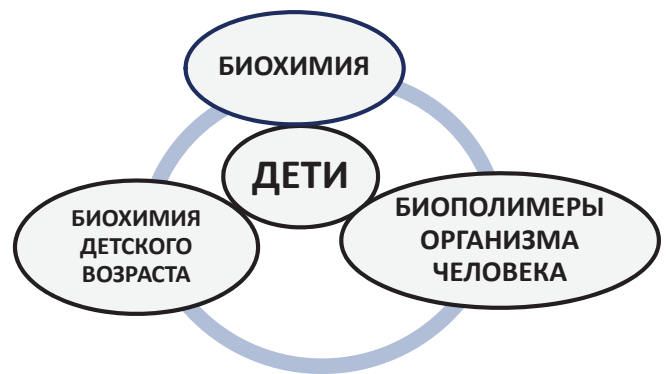 БИОХИМИЯ
ДЕТИ
БИОХИМИЯ
ДЕТСКОГО
ВОЗРАСТА
БИОПОЛИМЕРЫ
ОРГАНИЗМА
ЧЕЛОВЕКА